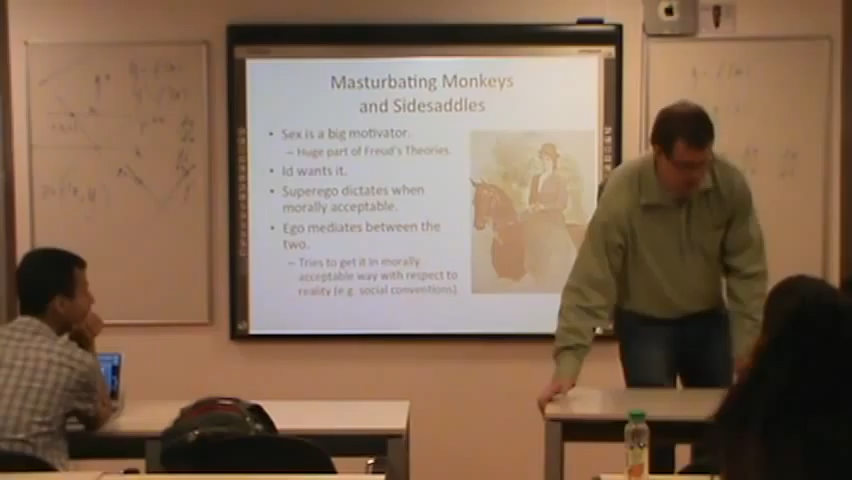 Masturbating Monkeys
and Sidesaddles
• Sex is a big motivator.
– Huge part of Freud's Theories.
• Id wants it.
• Superego dictates when
morally acceptable.
• Ego mediates between the
two.
– Tries to get it in morally
acceptable way with respect to
reality (e.g. social conventions).